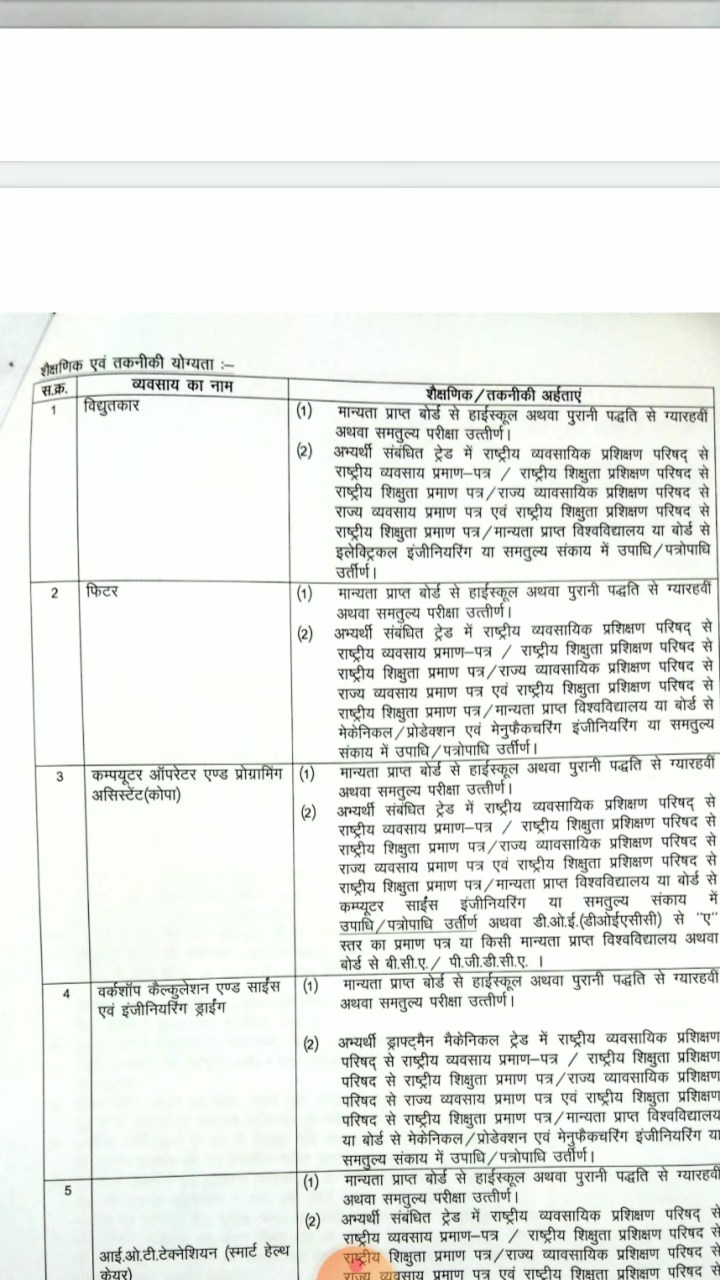 शैक्षणिक एवं तकनीकी योग्यता :–
स.क्र. व्यवसाय का नाम शैक्षणिक/तकनीकी अर्हताएं
1 विद्युतकार (1) मान्यता प्राप्त बोर्ड से हाईस्कूल अथवा पुरानी पद्धति से ग्यारहवीं
अथवा समतुल्य परीक्षा उत्तीर्ण।
(2) अभ्यर्थी संबंधित ट्रेड में राष्ट्रीय व्यवसायिक प्रशिक्षण परिषद् से
राष्ट्रीय व्यवसाय प्रमाण–पत्र / राष्ट्रीय शिक्षुता प्रशिक्षण परिषद से
राष्ट्रीय शिक्षुता प्रमाण पत्र/राज्य व्यावसायिक प्रशिक्षण परिषद से
राज्य व्यवसाय प्रमाण पत्र एवं राष्ट्रीय शिक्षुता प्रशिक्षण परिषद से
राष्ट्रीय शिक्षुता प्रमाण पत्र/मान्यता प्राप्त विश्वविद्यालय या बोर्ड से
इलेक्ट्रिकल इंजीनियरिंग या समतुल्य संकाय में उपाधि/पत्रोपाधि
उर्तीर्ण।
2 फिटर (1) मान्यता प्राप्त बोर्ड से हाईस्कूल अथवा पुरानी पद्धति से ग्यारहवीं
अथवा समतुल्य परीक्षा उत्तीर्ण।
(2) अभ्यर्थी संबंधित ट्रेड में राष्ट्रीय व्यवसायिक प्रशिक्षण परिषद् से
राष्ट्रीय व्यवसाय प्रमाण–पत्र / राष्ट्रीय शिक्षुता प्रशिक्षण परिषद से
राष्ट्रीय शिक्षुता प्रमाण पत्र/राज्य व्यावसायिक प्रशिक्षण परिषद से
राज्य व्यवसाय प्रमाण पत्र एवं राष्ट्रीय शिक्षुता प्रशिक्षण परिषद से
राष्ट्रीय शिक्षुता प्रमाण पत्र/मान्यता प्राप्त विश्वविद्यालय या बोर्ड से
मेकेनिकल/प्रोडेक्शन एवं मेनुफैकचरिंग इंजीनियरिंग या समतुल्य
संकाय में उपाधि/पत्रोपाधि उर्तीर्ण।
3 कम्पयूटर ऑपरेटर एण्ड प्रोग्रामिंग (1) मान्यता प्राप्त बोर्ड से हाईस्कूल अथवा पुरानी पद्धति से ग्यारहवीं
असिस्टेंट(कोपा) अथवा समतुल्य परीक्षा उत्तीर्ण।
(2) अभ्यर्थी संबंधित ट्रेड में राष्ट्रीय व्यवसायिक प्रशिक्षण परिषद् से
राष्ट्रीय व्यवसाय प्रमाण–पत्र / राष्ट्रीय शिक्षुता प्रशिक्षण परिषद से
राष्ट्रीय शिक्षुता प्रमाण पत्र/राज्य व्यावसायिक प्रशिक्षण परिषद से
राज्य व्यवसाय प्रमाण पत्र एवं राष्ट्रीय शिक्षुता प्रशिक्षण परिषद से
राष्ट्रीय शिक्षुता प्रमाण पत्र/मान्यता प्राप्त विश्वविद्यालय या बोर्ड से
कम्प्यूटर साईंस इंजीनियरिंग या समतुल्य संकाय में
उपाधि/पत्रोपाधि उर्तीर्ण अथवा डी.ओ.ई.(डीओईएसीसी) से "ए"
स्तर का प्रमाण पत्र या किसी मान्यता प्राप्त विश्वविद्यालय अथवा
बोर्ड से बी.सी.ए./ पी.जी.डी.सी.ए. ।
4 वर्कशॉप कैल्कुलेशन एण्ड साईंस (1) मान्यता प्राप्त बोर्ड से हाईस्कूल अथवा पुरानी पद्धति से ग्यारहवीं
एवं इंजीनियरिंग ड्राईंग अथवा समतुल्य परीक्षा उत्तीर्ण।
(2) अभ्यर्थी ड्राफ्टमैन मैकेनिकल ट्रेड में राष्ट्रीय व्यवसायिक प्रशिक्षण
परिषद् से राष्ट्रीय व्यवसाय प्रमाण–पत्र / राष्ट्रीय शिक्षुता प्रशिक्षण
परिषद से राष्ट्रीय शिक्षुता प्रमाण पत्र/राज्य व्यावसायिक प्रशिक्षण
परिषद से राज्य व्यवसाय प्रमाण पत्र एवं राष्ट्रीय शिक्षुता प्रशिक्षण
परिषद से राष्ट्रीय शिक्षुता प्रमाण पत्र/मान्यता प्राप्त विश्वविद्यालय
या बोर्ड से मेकेनिकल/प्रोडेक्शन एवं मेनुफैकचरिंग इंजीनियरिंग या
समतुल्य संकाय में उपाधि/पत्रोपाधि उर्तीर्ण।
5 (1) मान्यता प्राप्त बोर्ड से हाईस्कूल अथवा पुरानी पद्धति से ग्यारहवीं
अथवा समतुल्य परीक्षा उत्तीर्ण।
(2) अभ्यर्थी संबंधित ट्रेड में राष्ट्रीय व्यवसायिक प्रशिक्षण परिषद् से
राष्ट्रीय व्यवसाय प्रमाण–पत्र / राष्ट्रीय शिक्षुता प्रशिक्षण परिषद से
आई.ओ.टी.टेक्नेशियन (स्मार्ट हेल्थ राष्ट्रीय शिक्षुता प्रमाण पत्र/राज्य व्यावसायिक प्रशिक्षण परिषद से
केयर) राज्य व्यवसाय प्रमाण पत्र एवं राष्ट्रीय शिक्षुता प्रशिक्षण परिषद से